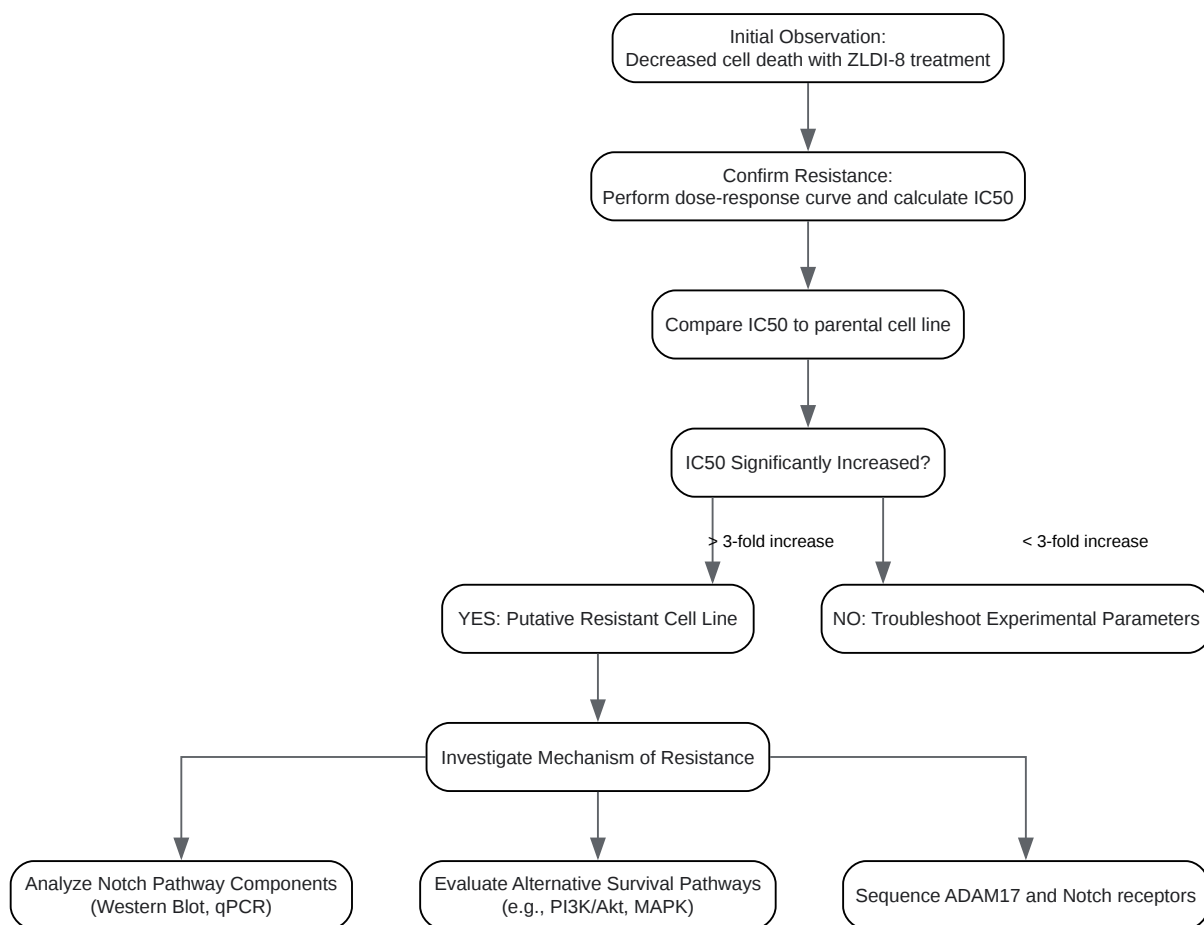 Initial Observation:
Decreased cell death with ZLDI-8 treatment
Confirm Resistance:
Perform dose-response curve and calculate IC50
Compare IC50 to parental cell line
IC50 Significantly Increased?
> 3-fold increase
< 3-fold increase
YES: Putative Resistant Cell Line
NO: Troubleshoot Experimental Parameters
Investigate Mechanism of Resistance
Analyze Notch Pathway Components
(Western Blot, qPCR)
Evaluate Alternative Survival Pathways
(e.g., PI3K/Akt, MAPK)
Sequence ADAM17 and Notch receptors